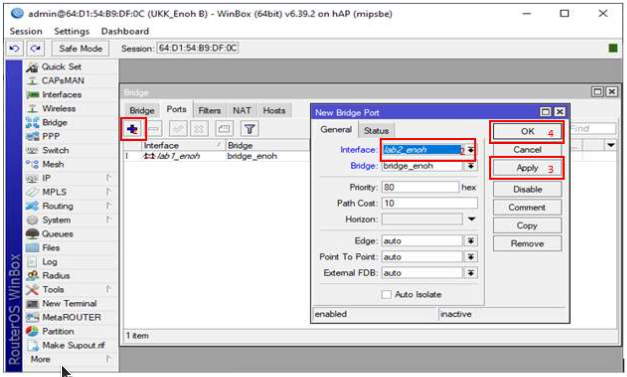 admin@64:D1:54:B9:DF:0C (UKK_Enoh B) - WinBox (64bit) v6.39.2 on hAP (mipsbe)
Session Settings Dashboard
Safe Mode Session: 64:D1:54:B9:DF:0C
Quick Set
CAPsMAN
Interfaces
Wireless
Bridge
PPP
Switch
Mesh
IP
MPLS
Routing
System
Queues
Files
Log
Radius
Tools
New Terminal
MetaROUTER
Partition
Make Supout.rif
More
RouterOS WinBox
Bridge
Bridge Ports Filters NAT Hosts
Find
Interface Bridge
1 lab1_enoh bridge_enoh
1 item
New Bridge Port
General Status
Interface: lab2_enoh 2
Bridge: bridge_enoh
Priority: 80 hex
Path Cost: 10
Horizon:
Edge: auto
Point To Point: auto
External FDB: auto
Auto Isolate
enabled inactive
OK 4
Cancel
Apply 3
Disable
Comment
Copy
Remove